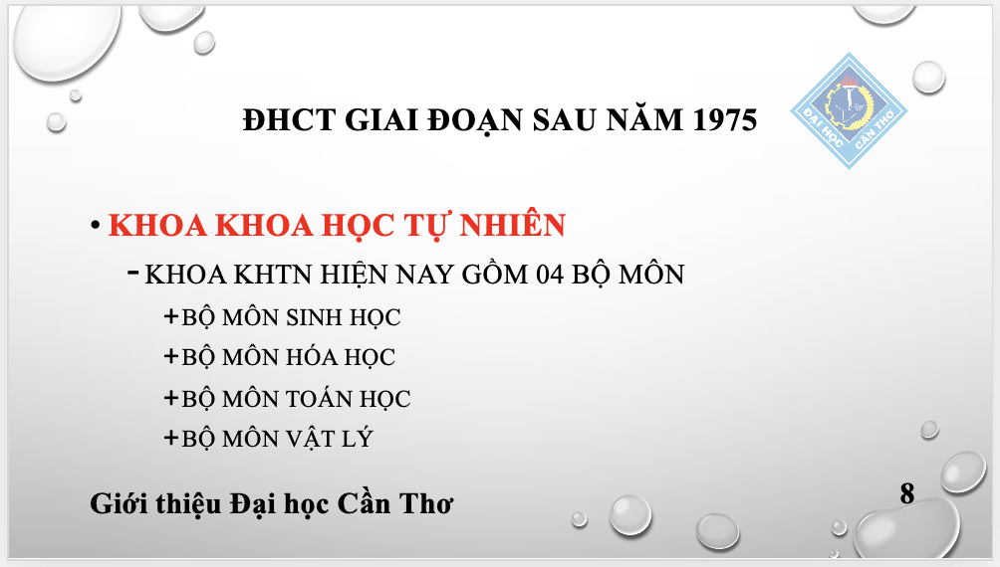 ĐHCT GIAI ĐOẠN SAU NĂM 1975
ĐẠI HỌC CẦN THƠ
• KHOA KHOA HỌC TỰ NHIÊN
- KHOA KHTN HIỆN NAY GỒM 04 BỘ MÔN
+BỘ MÔN SINH HỌC
+BỘ MÔN HÓA HỌC
+BỘ MÔN TOÁN HỌC
+BỘ MÔN VẬT LÝ
Giới thiệu Đại học Cần Thơ
8